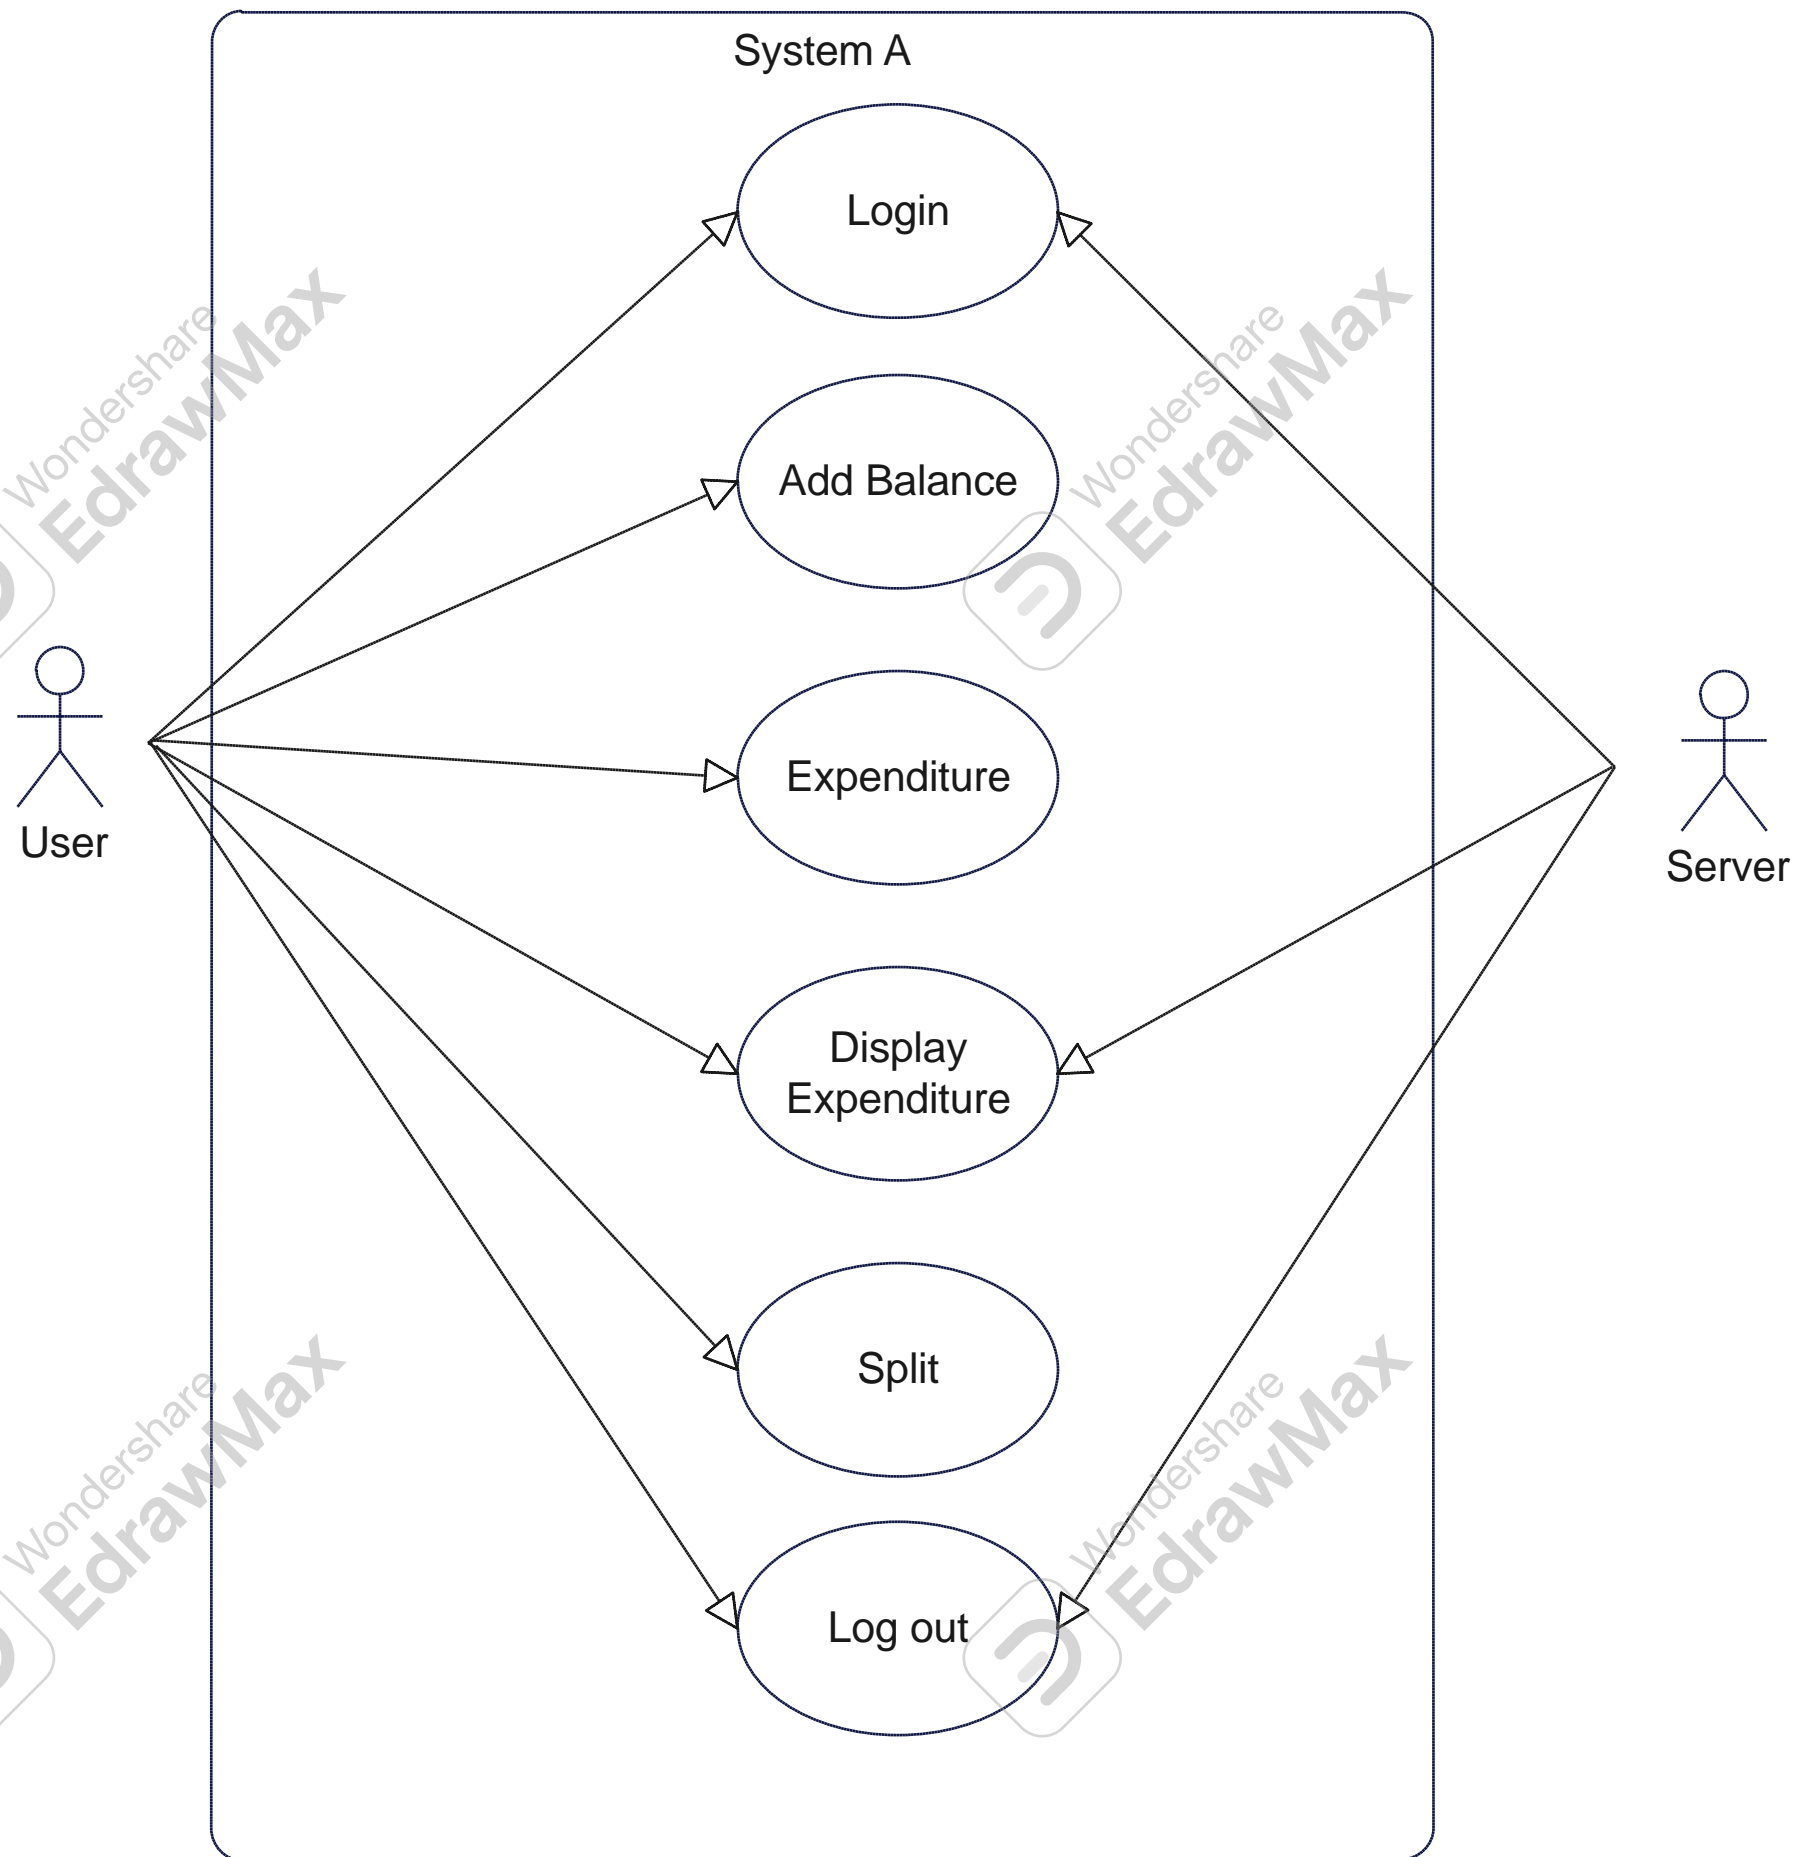 System A
Login
Wondershare
EdrawMax
Wondershare
EdrawMax
Add Balance
User
Expenditure
Server
Display
Expenditure
Split
Wondershare
EdrawMax
Wondershare
EdrawMax
Log out